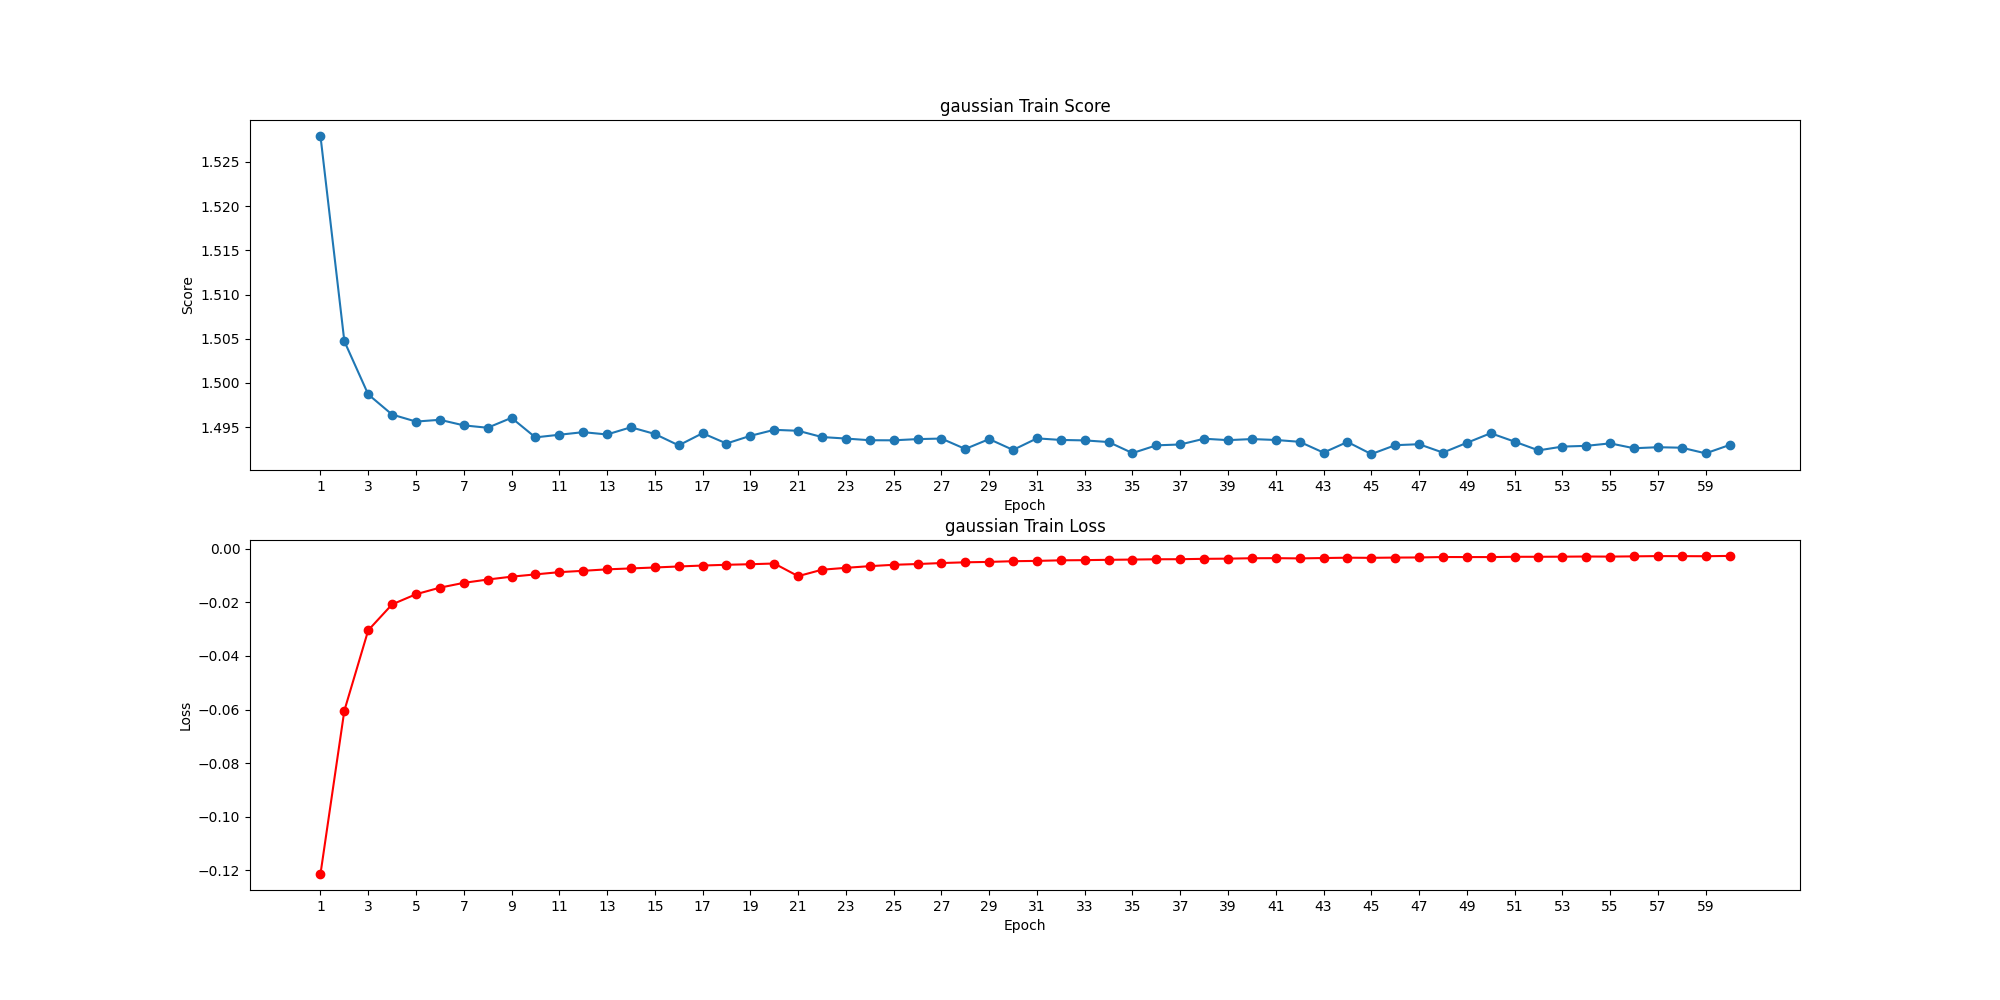 gaussian Train Score
1.525
1.520
1.515
1.510
1.505
1.500
1.495
Score
1 3 5 7 9 11 13 15 17 19 21 23 25 27 29 31 33 35 37 39 41 43 45 47 49 51 53 55 57 59
Epoch
gaussian Train Loss
0.00
−0.02
−0.04
−0.06
−0.08
−0.10
−0.12
Loss
1 3 5 7 9 11 13 15 17 19 21 23 25 27 29 31 33 35 37 39 41 43 45 47 49 51 53 55 57 59
Epoch